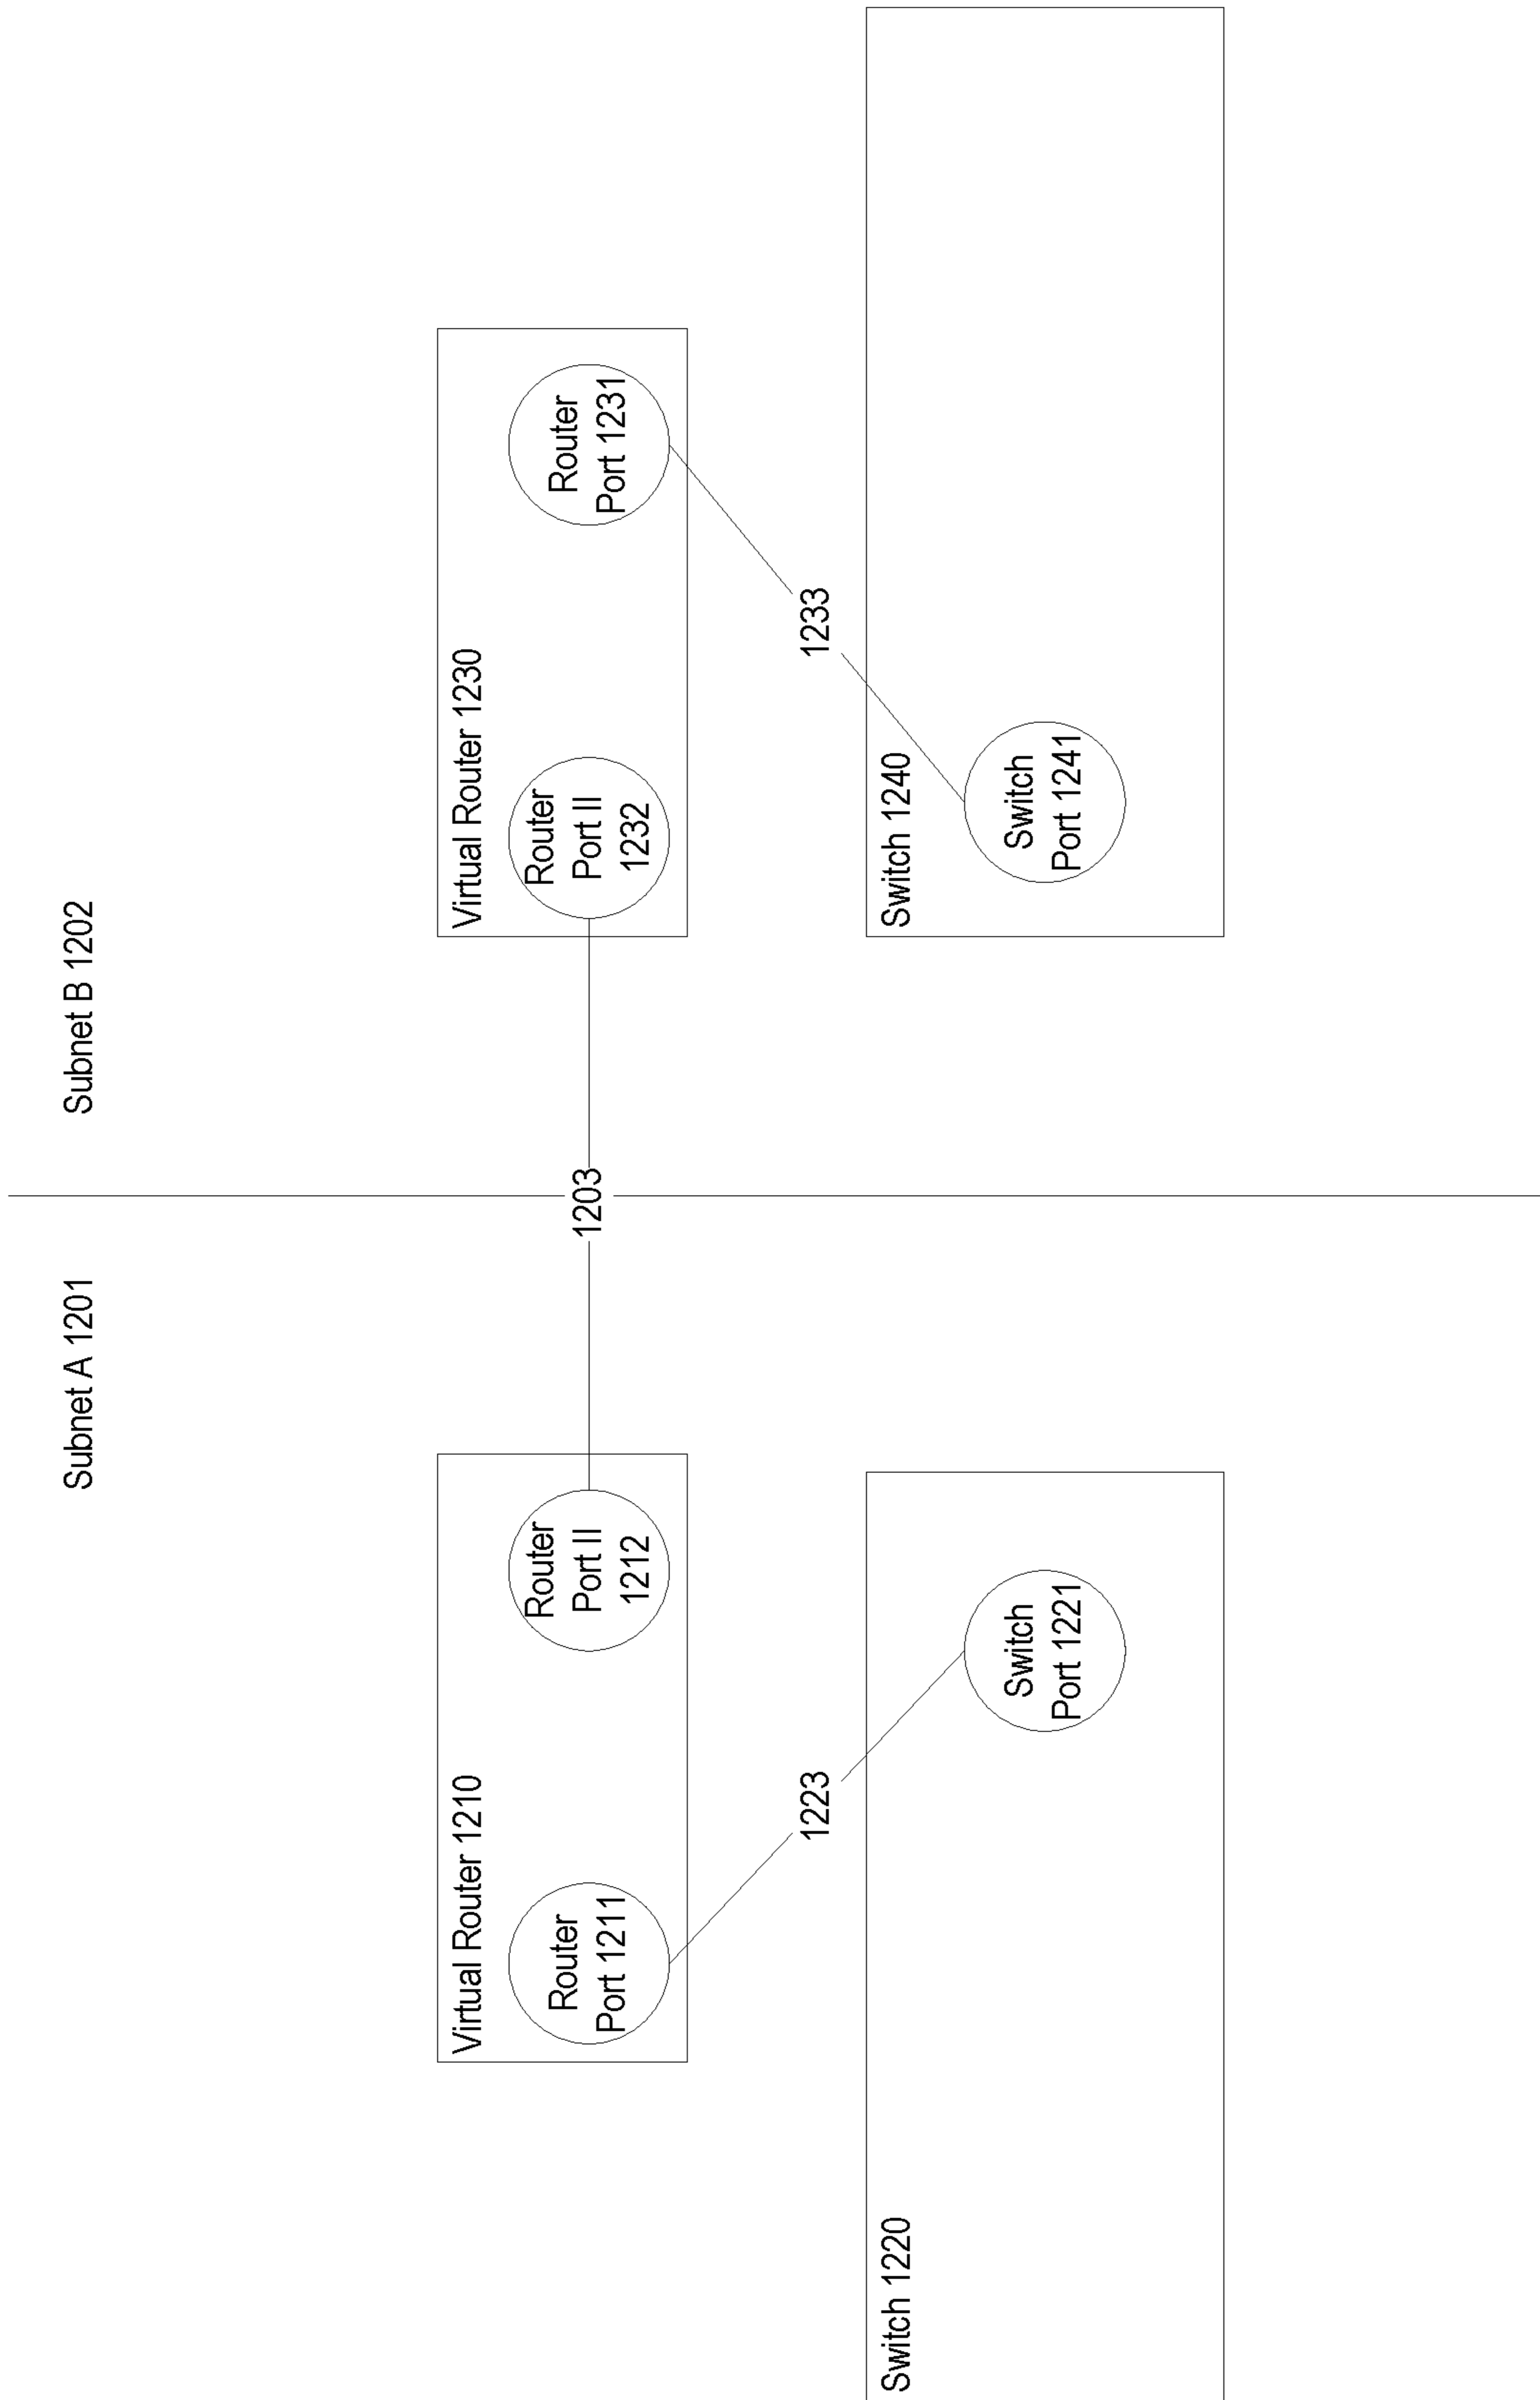 Subnet A 1201
Subnet B 1202
Virtual Router 1210
Router
Port 1211
Router
Port II
1212
1203
Virtual Router 1230
Router
Port II
1232
Router
Port 1231
1223
1233
Switch 1220
Switch
Port 1221
Switch 1240
Switch
Port 1241